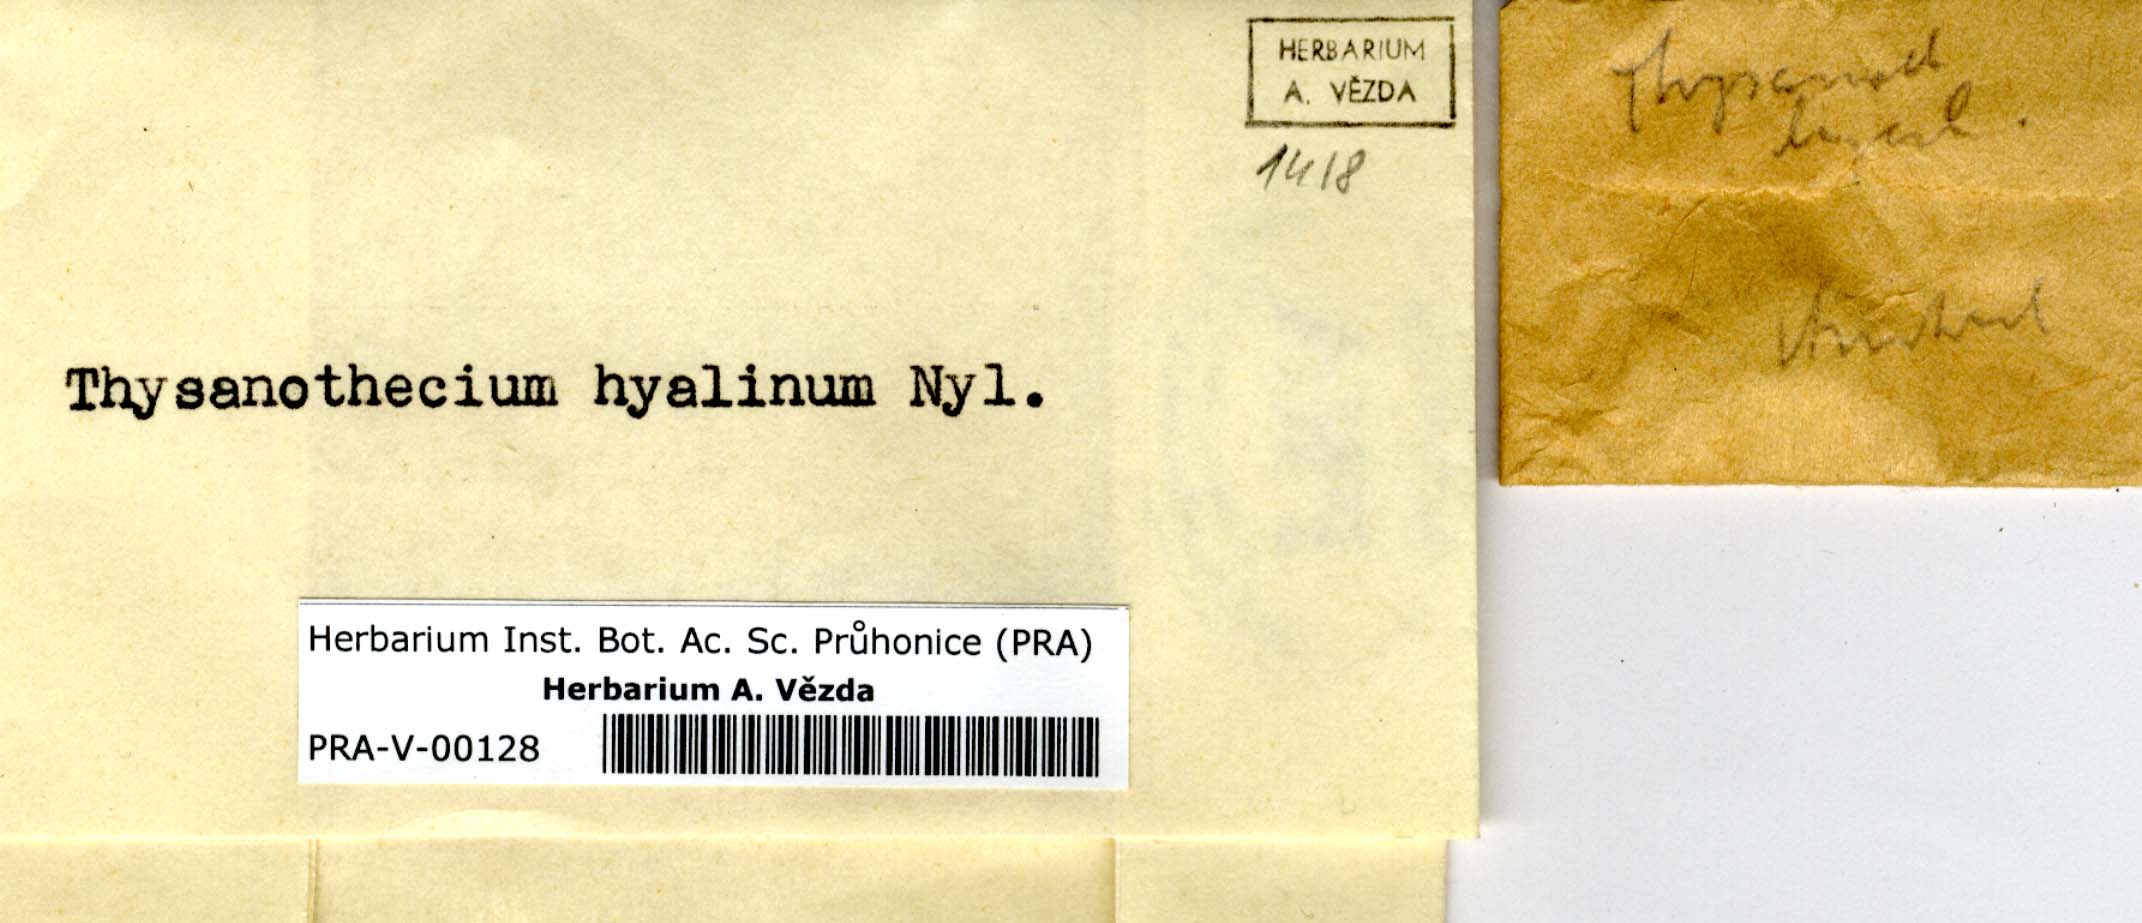 HERBARIUM
A. VĚZDA
1418
Thysanothecium hyalinum Nyl.
Herbarium Inst. Bot. Ac. Sc. Průhonice (PRA)
Herbarium A. Vězda
PRA-V-00128